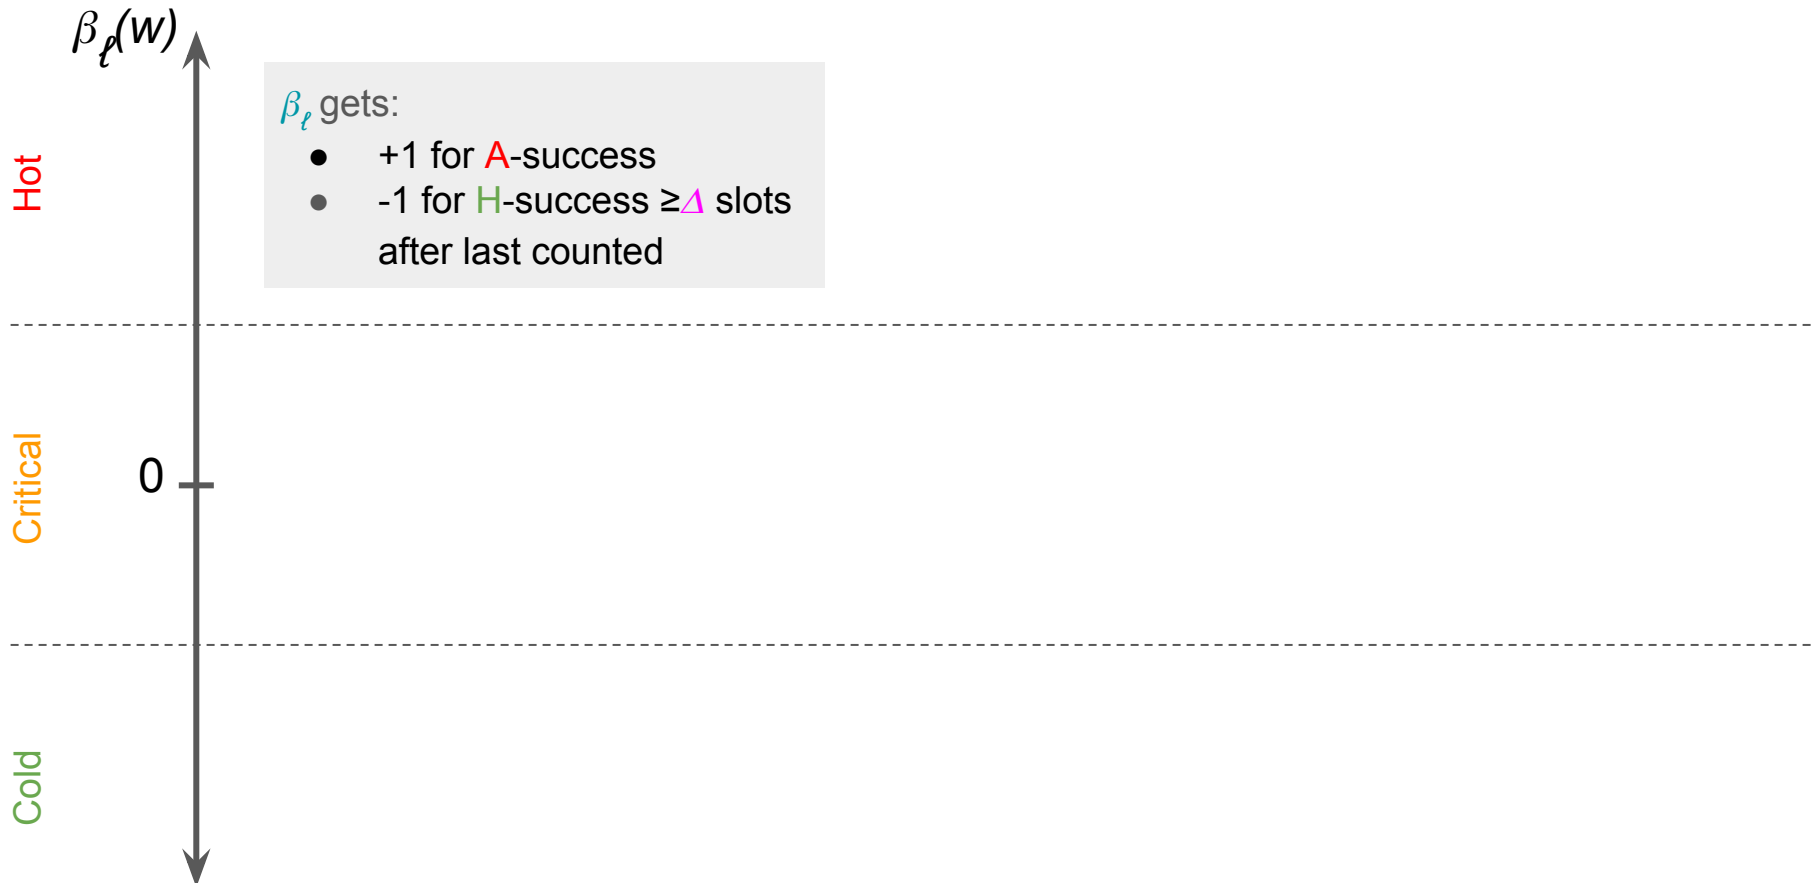 βℓ(w)
βℓ gets:
● +1 for A-success
● -1 for H-success ≥Δ slots
after last counted
Hot
Critical
0
Cold